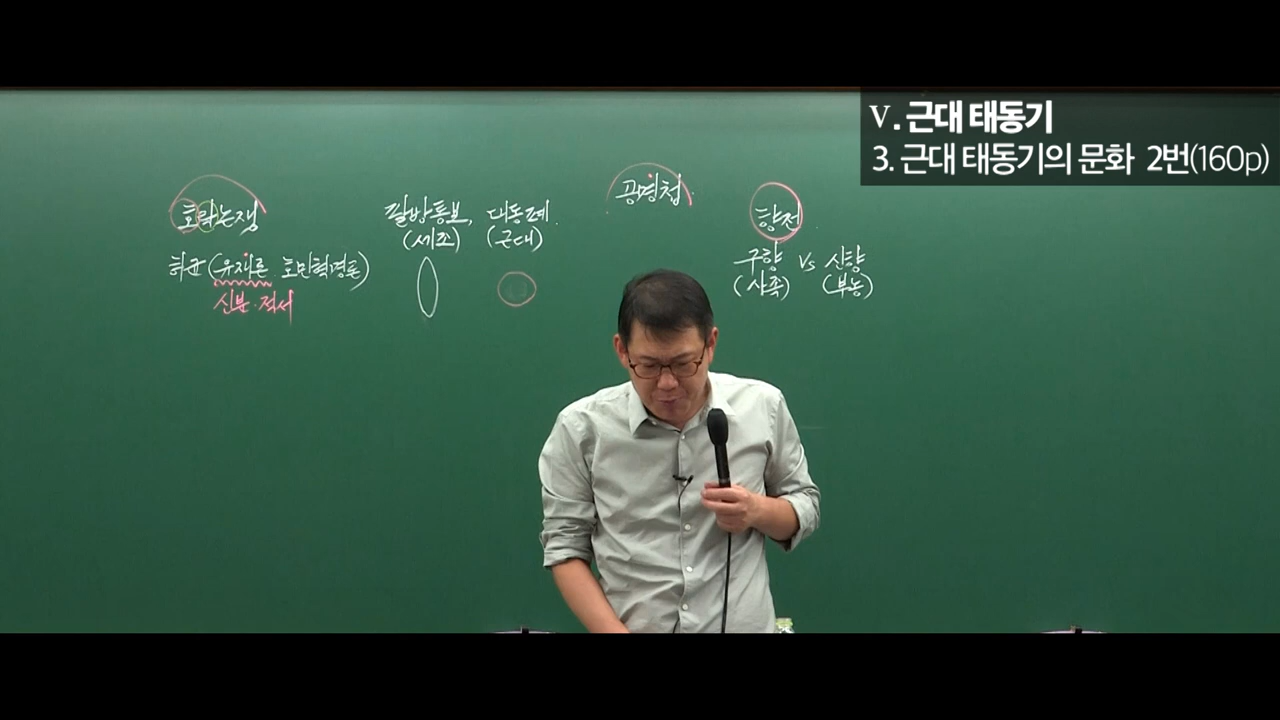 Ⅴ. 근대 태동기
3. 근대 태동기의 문화 2번(160p)
호락논쟁
허균(유재론 호민혁명론)
신분·적서
팔방통보, 대동폐.
(세조) (근대)
공명첩
향전
구향 vs 신향
(사족) (부농)